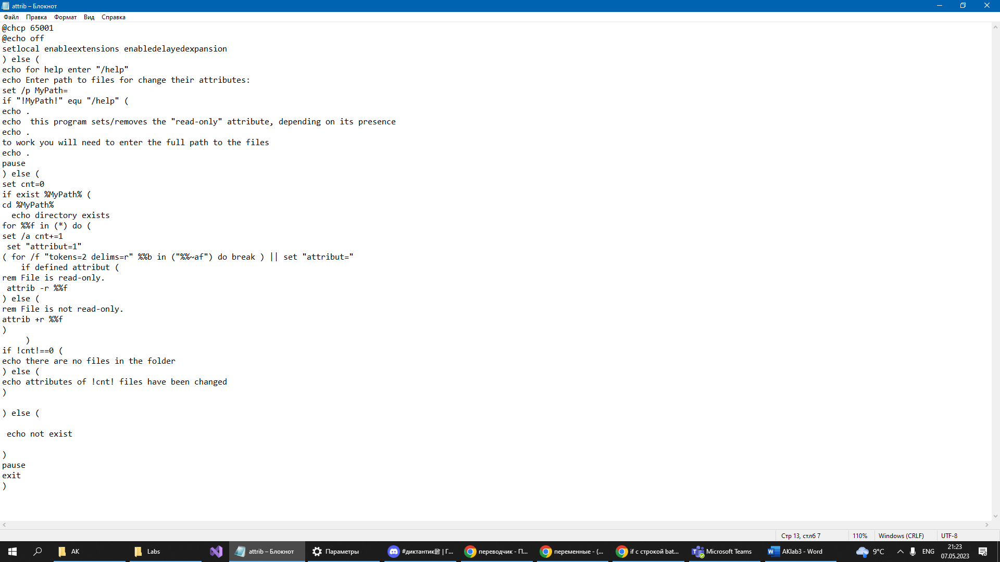 attrib – Блокнот
Файл Правка Формат Вид Справка
@chcp 65001
@echo off
setlocal enableextensions enabledelayedexpansion
) else (
echo for help enter "/help"
echo Enter path to files for change their attributes:
set /p MyPath=
if "!MyPath!" equ "/help" (
echo .
echo  this program sets/removes the "read-only" attribute, depending on its presence
echo .
to work you will need to enter the full path to the files
echo .
pause
) else (
set cnt=0
if exist %MyPath% (
cd %MyPath%
  echo directory exists
for %%f in (*) do (
set /a cnt+=1
 set "attribut=1"
( for /f "tokens=2 delims=r" %%b in ("%%~af") do break ) || set "attribut="
    if defined attribut (
rem File is read-only.
 attrib -r %%f
) else (
rem File is not read-only.
attrib +r %%f
)
     )
if !cnt!==0 (
echo there are no files in the folder
) else (
echo attributes of !cnt! files have been changed
)
) else (
 echo not exist
)
pause
exit
)
Стр 13, стлб 7 110% Windows (CRLF) UTF-8
AK Labs attrib – Блокнот Параметры #диктантик | Г... переводчик - П... переменные - (... if с строкой bat... Microsoft Teams AKlab3 - Word 9°C ENG 21:23
07.05.2023